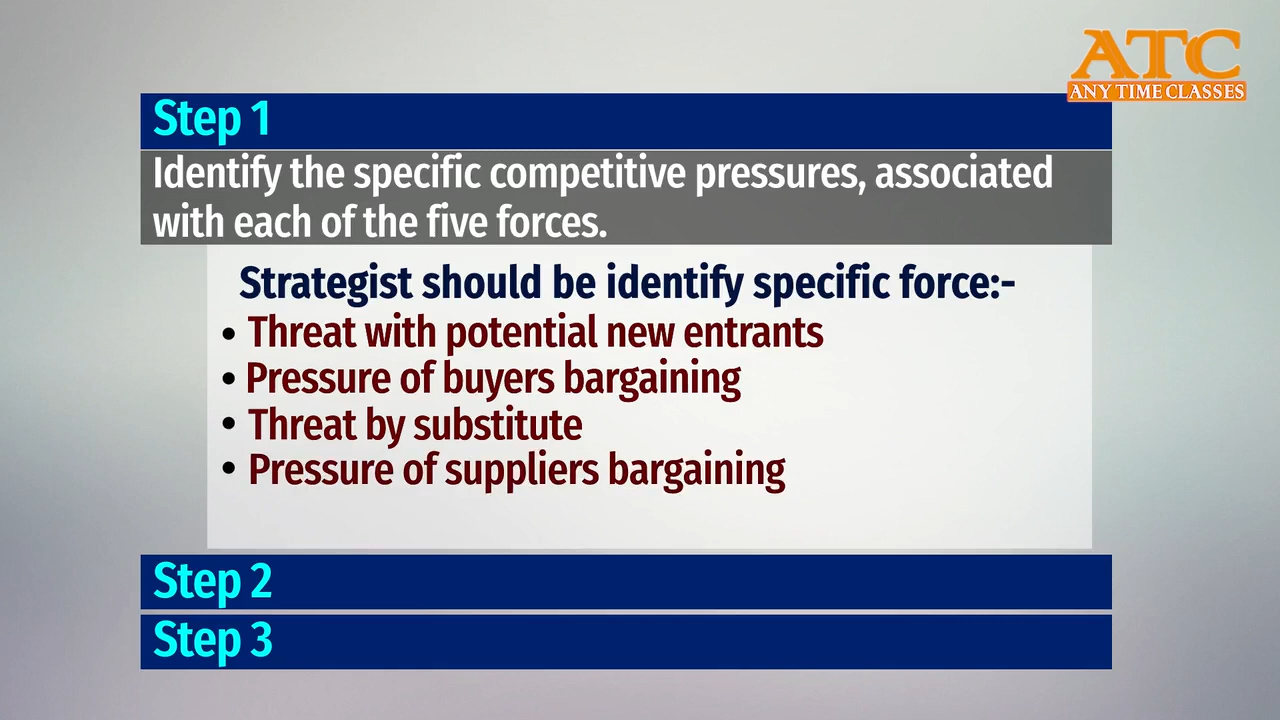 ATC
ANY TIME CLASSES
Step 1
Identify the specific competitive pressures, associated
with each of the five forces.
Strategist should be identify specific force:-
• Threat with potential new entrants
• Pressure of buyers bargaining
• Threat by substitute
• Pressure of suppliers bargaining
Step 2
Step 3